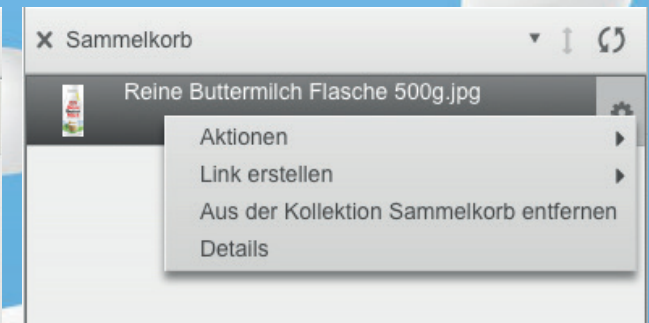 Sammelkorb
Reine Buttermilch Flasche 500g.jpg
Aktionen
Link erstellen
Aus der Kollektion Sammelkorb entfernen
Details